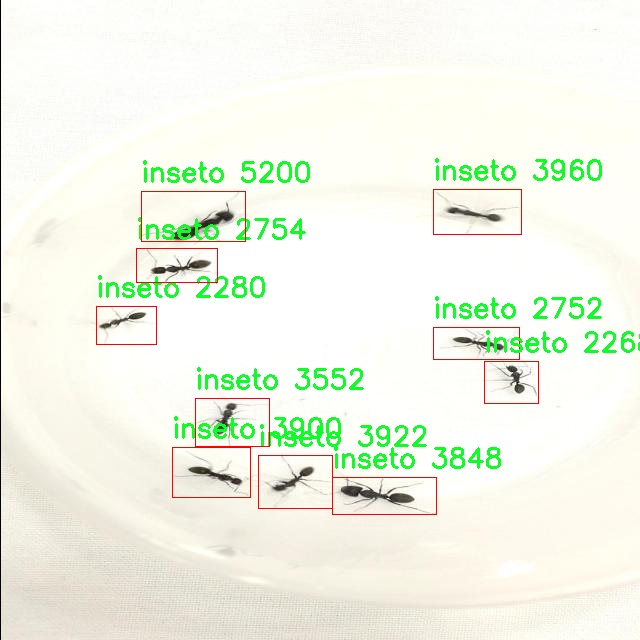 inseto 5200
inseto 3960
inseto 2754
inseto 2280
inseto 2752
inseto 2268
inseto 3552
inseto 3900
inseto 3922
inseto 3848